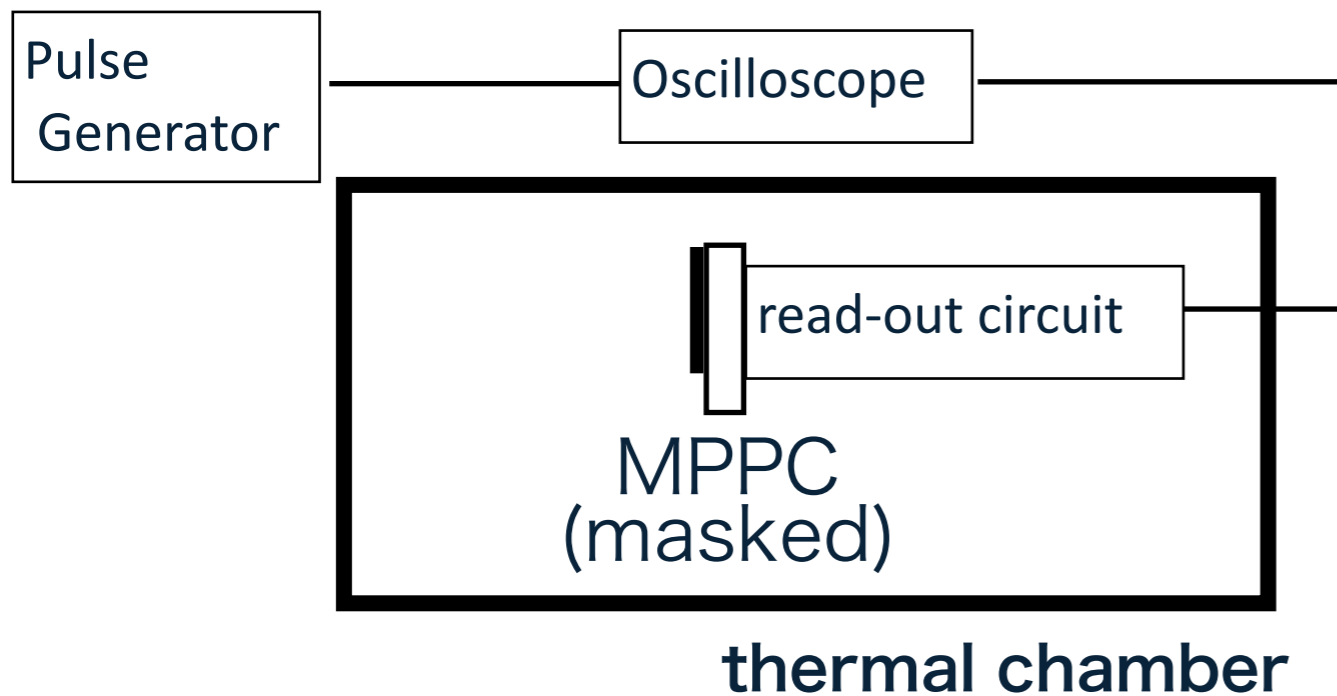 Pulse
Generator
Oscilloscope
read-out circuit
MPPC
(masked)
thermal chamber